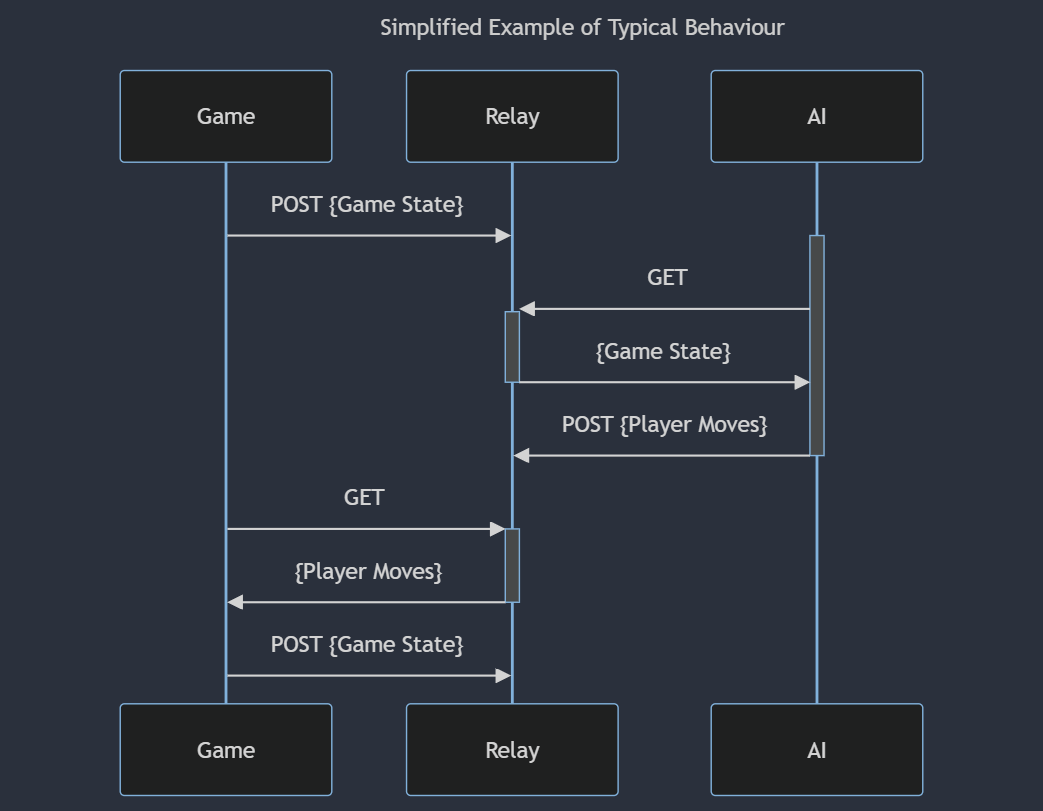 Simplified Example of Typical Behaviour
Game
Relay
AI
POST {Game State}
GET
{Game State}
POST {Player Moves}
GET
{Player Moves}
POST {Game State}
Game
Relay
AI